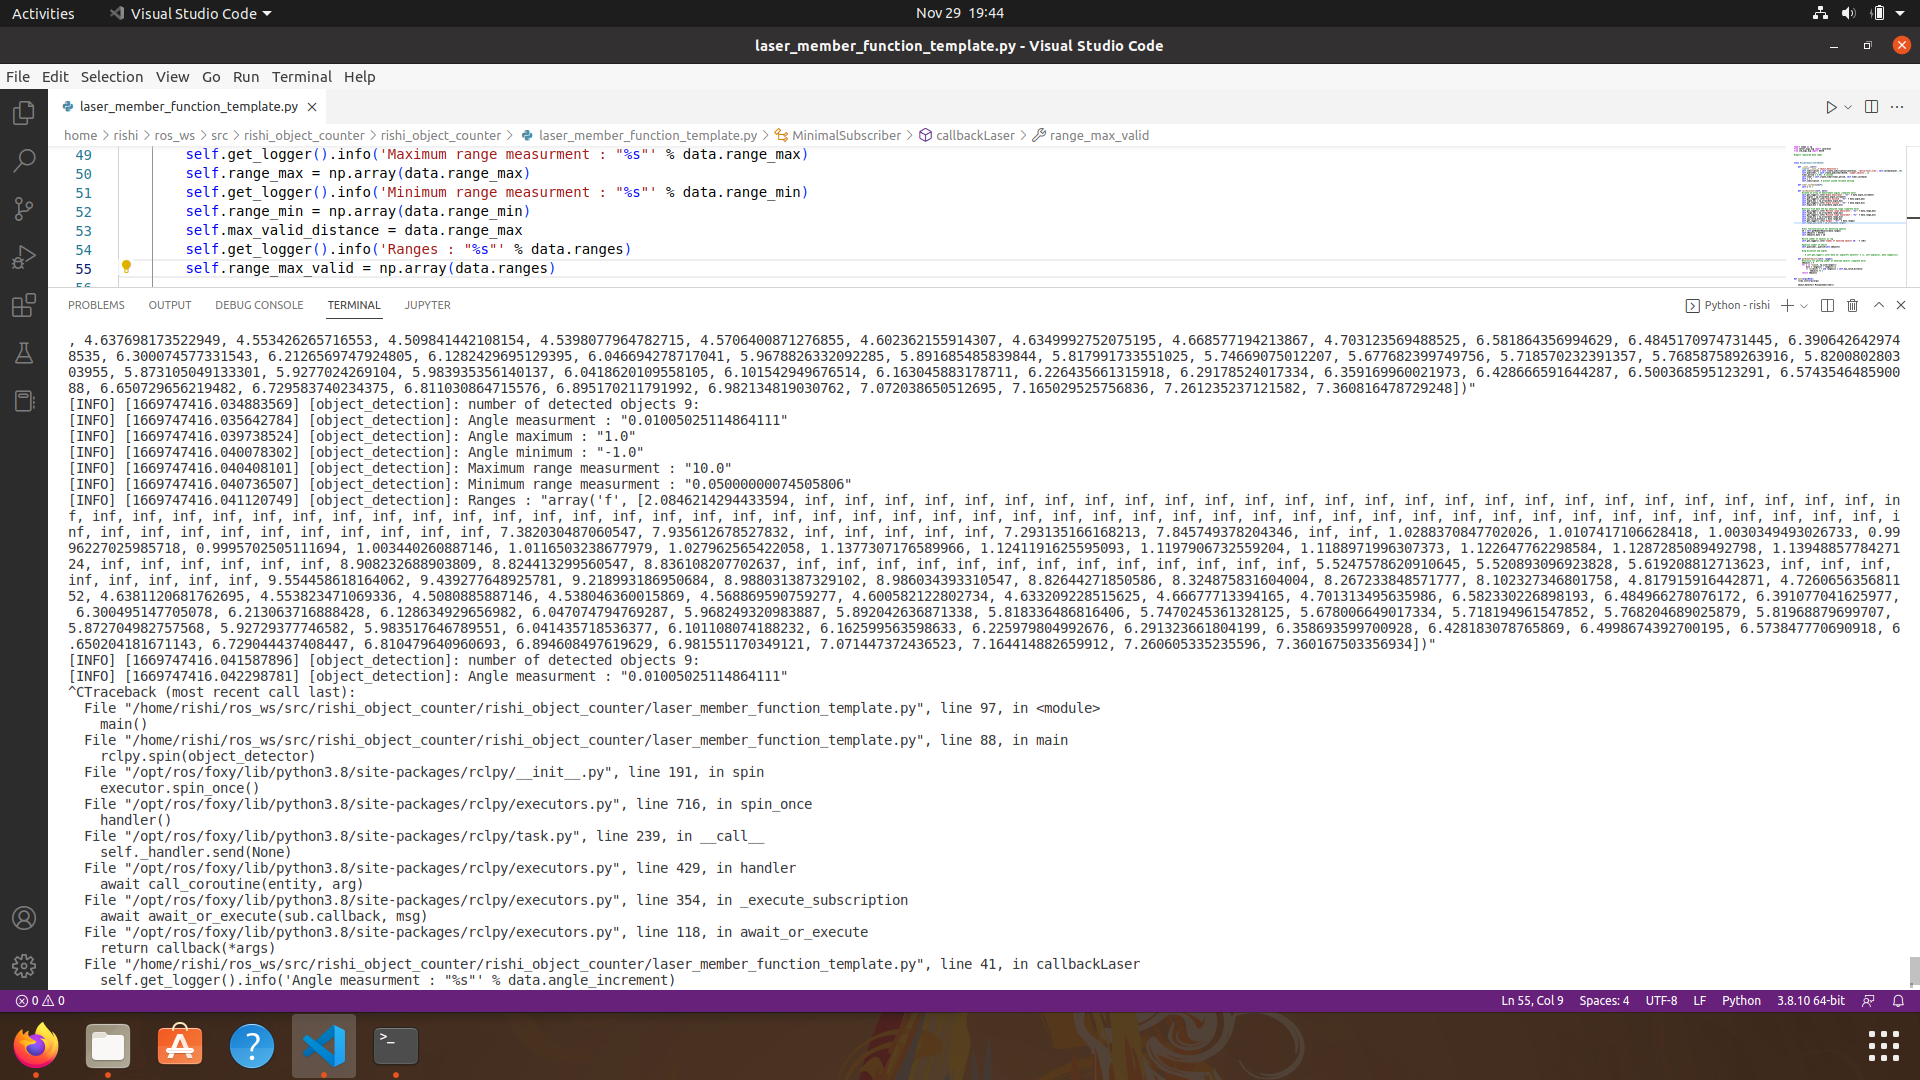 Activities
Visual Studio Code
Nov 29 19:44
laser_member_function_template.py - Visual Studio Code
File Edit Selection View Go Run Terminal Help
laser_member_function_template.py
home > rishi > ros_ws > src > rishi_object_counter > rishi_object_counter > laser_member_function_template.py > MinimalSubscriber > callbackLaser > range_max_valid
49 self.get_logger().info('Maximum range measurment : "%s"' % data.range_max)
50 self.range_max = np.array(data.range_max)
51 self.get_logger().info('Minimum range measurment : "%s"' % data.range_min)
52 self.range_min = np.array(data.range_min)
53 self.max_valid_distance = data.range_max
54 self.get_logger().info('Ranges : "%s"' % data.ranges)
55 self.range_max_valid = np.array(data.ranges)
PROBLEMS OUTPUT DEBUG CONSOLE TERMINAL JUPYTER
Python - rishi
, 4.637698173522949, 4.553426265716553, 4.509841442108154, 4.5398077964782715, 4.5706400871276855, 4.602362155914307, 4.6349992752075195, 4.668577194213867, 4.703123569488525, 6.581864356994629, 6.4845170974731445, 6.390642642974
8535, 6.300074577331543, 6.2126569747924805, 6.128242969512939​5, 6.046694278717041, 5.9678826332092285, 5.891685485839844, 5.817991733551025, 5.74669075012207, 5.677682399749756, 5.718570232391357, 5.768587589263916, 5.8200802803
03955, 5.873105049133301, 5.9277024269104, 5.983935356140137, 6.0418620109558105, 6.101542949676514, 6.163045883178711, 6.226435661315918, 6.29178524017334, 6.359169960021973, 6.428666591644287, 6.500368595123291, 6.5743546485900
88, 6.650729656219482, 6.729583740234375, 6.811030864715576, 6.895170211791992, 6.982134819030762, 7.072038650512695, 7.165029525756836, 7.261235237121582, 7.360816478729248])"
[INFO] [1669747416.034883569] [object_detection]: number of detected objects 9:
[INFO] [1669747416.035642784] [object_detection]: Angle measurment : "0.01005025114864111"
[INFO] [1669747416.039738524] [object_detection]: Angle maximum : "1.0"
[INFO] [1669747416.040078302] [object_detection]: Angle minimum : "-1.0"
[INFO] [1669747416.040408101] [object_detection]: Maximum range measurment : "10.0"
[INFO] [1669747416.040736507] [object_detection]: Minimum range measurment : "0.05000000074505806"
[INFO] [1669747416.041120749] [object_detection]: Ranges : "array('f', [2.0846214294433594, inf, inf, inf, inf, inf, inf, inf, inf, inf, inf, inf, inf, inf, inf, inf, inf, inf, inf, inf, inf, inf, inf, inf, inf, inf, inf, inf, in
f, inf, inf, inf, inf, inf, inf, inf, inf, inf, inf, inf, inf, inf, inf, inf, inf, inf, inf, inf, inf, inf, inf, inf, inf, inf, inf, inf, inf, inf, inf, inf, inf, inf, inf, inf, inf, inf, inf, inf, inf, inf, inf, inf, inf, inf, i
nf, inf, inf, inf, inf, inf, inf, inf, inf, inf, inf, 7.382030487060547, 7.935612678527832, inf, inf, inf, inf, 7.293135166168213, 7.845749378204346, inf, inf, 1.0288370847702026, 1.0107417106628418, 1.0030349493026733, 0.99
96227025985718, 0.9995702505111694, 1.003440260887146, 1.0116503238677979, 1.027962565422058, 1.1377307176589966, 1.1241191625595093, 1.1197906732559204, 1.1188971996307373, 1.122647762298584, 1.1287285089492798, 1.13948857784271
24, inf, inf, inf, inf, inf, inf, 8.908232688903809, 8.824413299560547, 8.836108207702637, inf, inf, inf, inf, inf, inf, inf, inf, inf, inf, inf, inf, inf, 5.5247578620910645, 5.520893096923828, 5.619208812713623, inf, inf, inf,
inf, inf, inf, inf, inf, 9.554458618164062, 9.439277648925781, 9.218993186950684, 8.988031387329102, 8.986034393310547, 8.82644271850586, 8.324875831604004, 8.267233848571777, 8.102327346801758, 4.817915916442871, 4.7260656356811
52, 4.6381120681762695, 4.553823471069336, 4.5080885887146, 4.538046360015869, 4.568869590759277, 4.600582122802734, 4.633209228515625, 4.66677713394165, 4.701313495635986, 6.582330226898193, 6.484966278076172, 6.391077041625977,
6.300495147705078, 6.213063716888428, 6.128634929656982, 6.047074794769287, 5.968249320983887, 5.892042636871338, 5.818336486816406, 5.7470245361328125, 5.678006649017334, 5.718194961547852, 5.768204689025879, 5.81968879699707,
5.872704982757568, 5.92729377746582, 5.983517646789551, 6.041435718536377, 6.101108074188232, 6.162599563598633, 6.225979804992676, 6.291323661804199, 6.358693599700928, 6.428183078765869, 6.4998674392700195, 6.573847770690918, 6
.650204181671143, 6.729044437408447, 6.810479640960693, 6.894608497619629, 6.981551170349121, 7.071447372436523, 7.164414882659912, 7.260605335235596, 7.360167503356934])"
[INFO] [1669747416.041587896] [object_detection]: number of detected objects 9:
[INFO] [1669747416.042298781] [object_detection]: Angle measurment : "0.01005025114864111"
^CTraceback (most recent call last):
File "/home/rishi/ros_ws/src/rishi_object_counter/rishi_object_counter/laser_member_function_template.py", line 97, in <module>
main()
File "/home/rishi/ros_ws/src/rishi_object_counter/rishi_object_counter/laser_member_function_template.py", line 88, in main
rclpy.spin(object_detector)
File "/opt/ros/foxy/lib/python3.8/site-packages/rclpy/__init__.py", line 191, in spin
executor.spin_once()
File "/opt/ros/foxy/lib/python3.8/site-packages/rclpy/executors.py", line 716, in spin_once
handler()
File "/opt/ros/foxy/lib/python3.8/site-packages/rclpy/task.py", line 239, in __call__
self._handler.send(None)
File "/opt/ros/foxy/lib/python3.8/site-packages/rclpy/executors.py", line 429, in handler
await call_coroutine(entity, arg)
File "/opt/ros/foxy/lib/python3.8/site-packages/rclpy/executors.py", line 354, in _execute_subscription
await await_or_execute(sub.callback, msg)
File "/opt/ros/foxy/lib/python3.8/site-packages/rclpy/executors.py", line 118, in await_or_execute
return callback(*args)
File "/home/rishi/ros_ws/src/rishi_object_counter/rishi_object_counter/laser_member_function_template.py", line 41, in callbackLaser
self.get_logger().info('Angle measurment : "%s"' % data.angle_increment)
0 0
Ln 55, Col 9 Spaces: 4 UTF-8 LF Python 3.8.10 64-bit